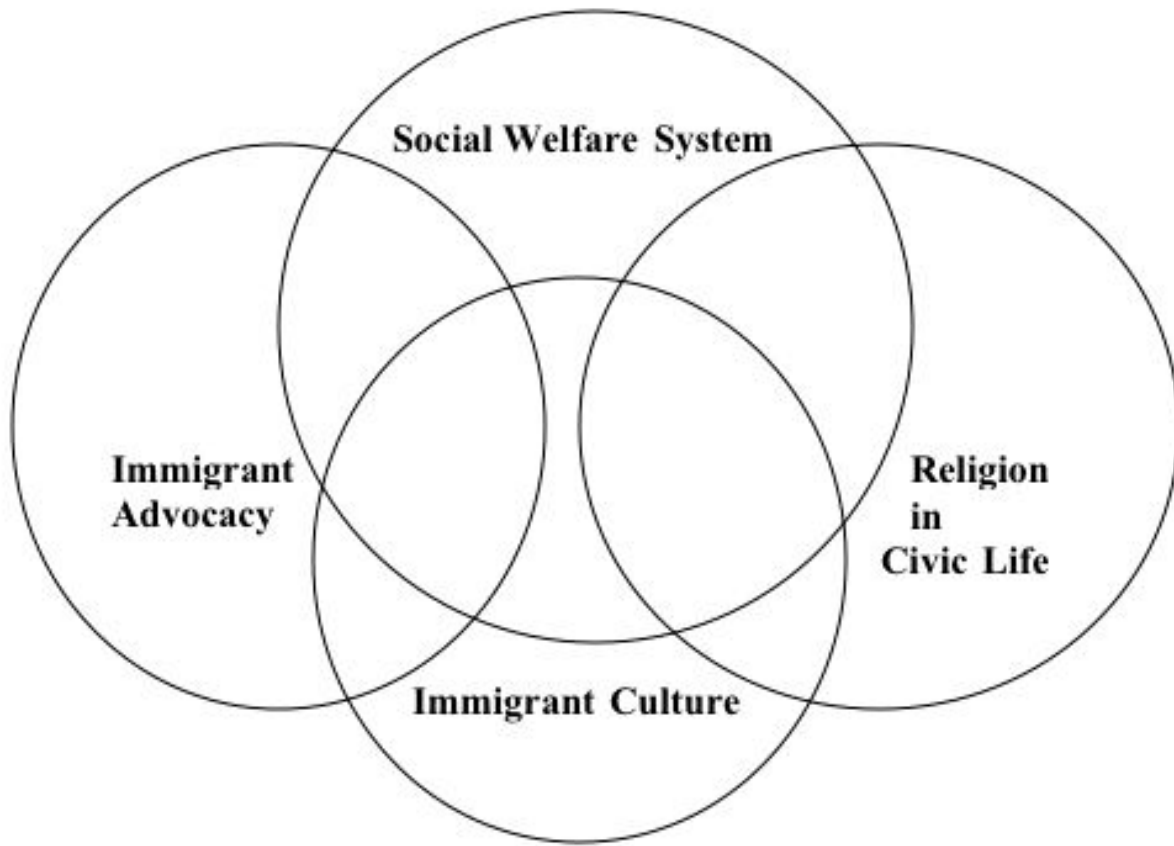 Social Welfare System
Immigrant
Advocacy
Religion
in
Civic Life
Immigrant Culture